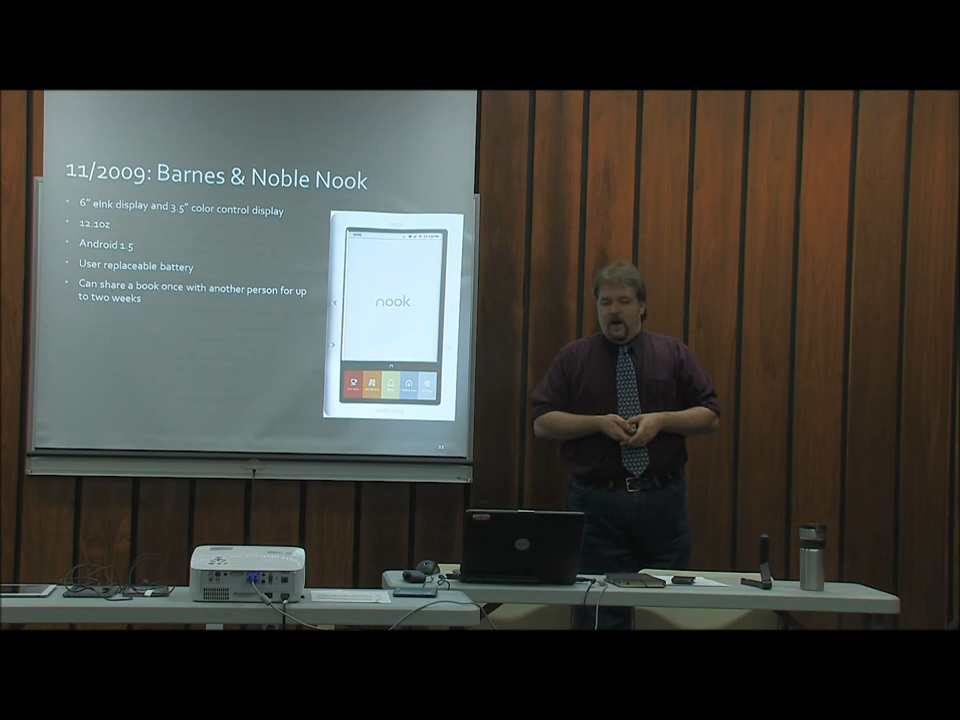 11/2009: Barnes & Noble Nook
6" eInk display and 3.5" color control display
12.1oz
Android 1.5
User replaceable battery
Can share a book once with another person for up
to two weeks
nook